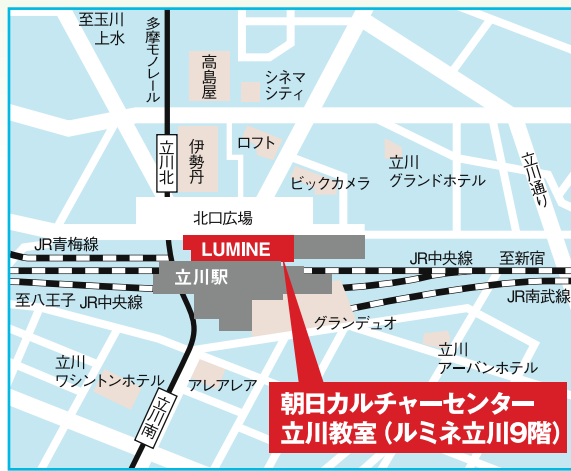 至玉川
上水
多摩モノレール
高島屋
シネマ
シティ
立川北
伊勢丹
ロフト
ビックカメラ
立川
グランドホテル
立川通り
北口広場
LUMINE
JR青梅線
立川駅
JR中央線
至新宿
至八王子
JR中央線
JR南武線
グランデュオ
立川
ワシントンホテル
アレアレア
立川
アーバンホテル
立川南
朝日カルチャーセンター
立川教室（ルミネ立川9階）